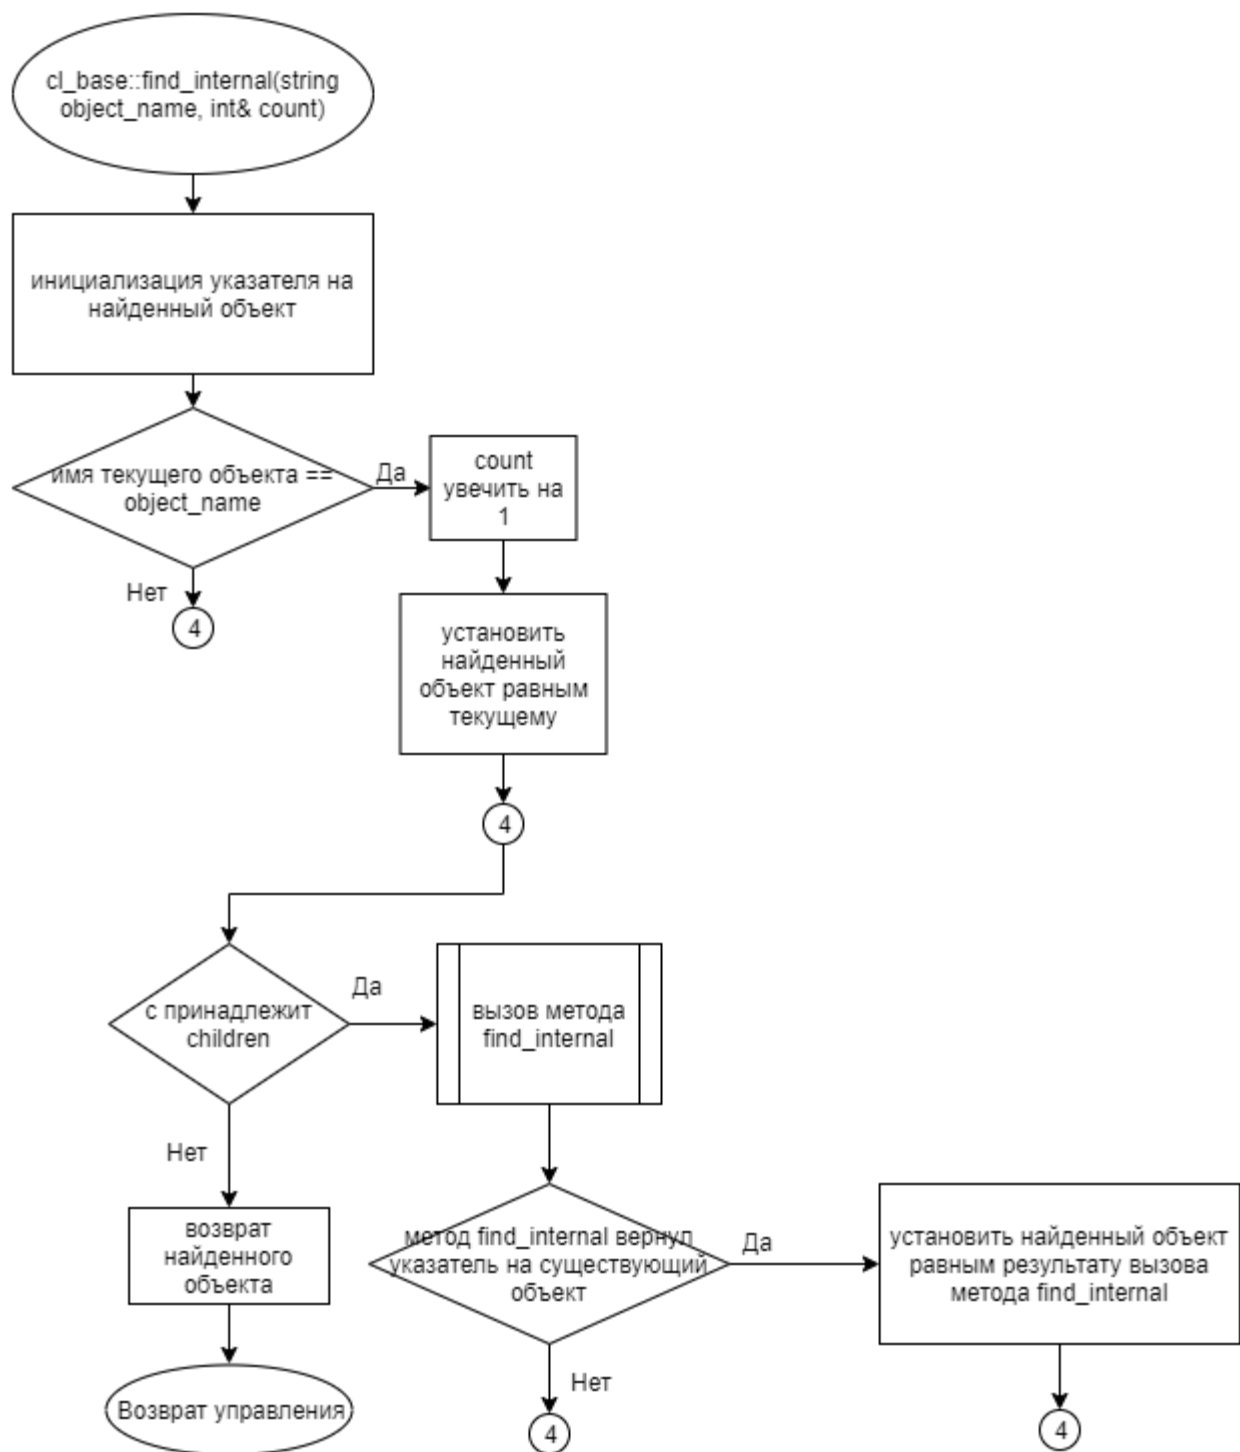 cl_base::find_internal(string
object_name, int& count)
инициализация указателя на
найденный объект
имя текущего объекта ==
object_name
Да
count
увечить на
1
Нет
4
установить
найденный
объект равным
текущему
4
с принадлежит
children
Да
вызов метода
find_internal
Нет
возврат
найденного
объекта
Возврат управления
метод find_internal вернул
указатель на существующий
объект
Да
установить найденный объект
равным результату вызова
метода find_internal
Нет
4
4